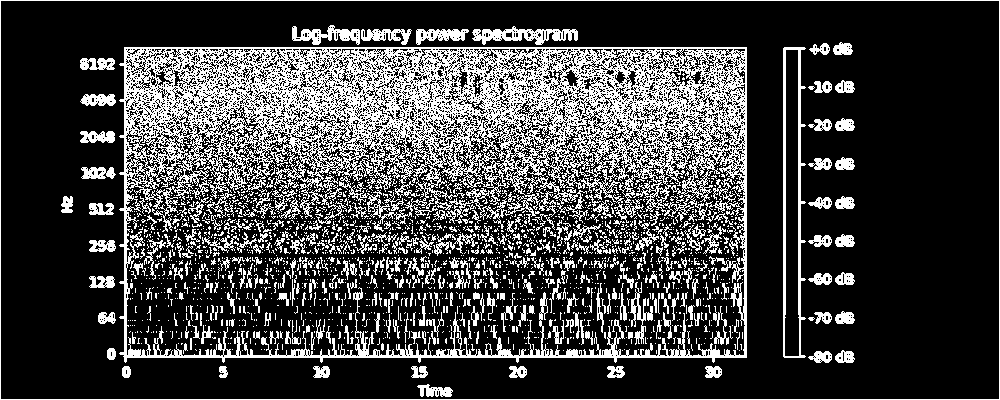 Log-frequency power spectrogram
8192
4096
2048
1024
512
256
128
64
0
Hz
0 5 10 15 20 25 30
Time
+0 dB
-10 dB
-20 dB
-30 dB
-40 dB
-50 dB
-60 dB
-70 dB
-80 dB